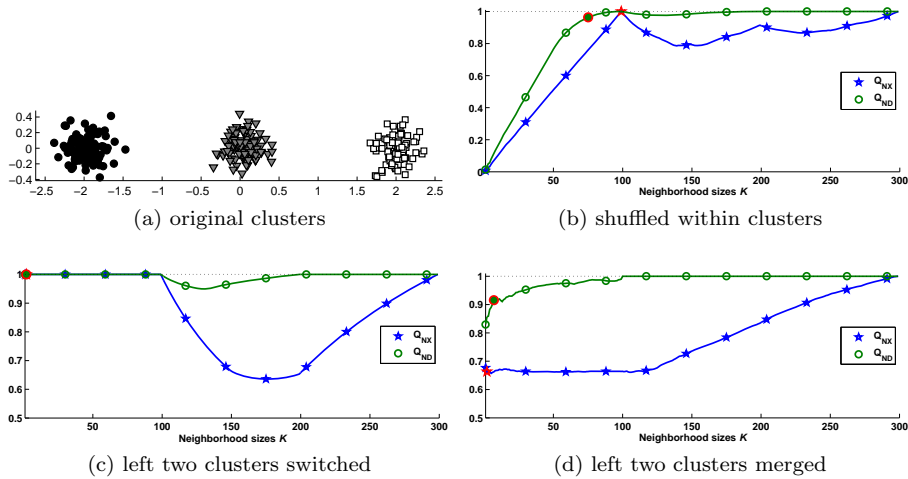 0.4
0.2
0
−0.2
−0.4
−2.5 −2 −1.5 −1 −0.5 0 0.5 1 1.5 2 2.5
(a) original clusters
1
0.8
0.6
0.4
0.2
0
50 100 150 200 250 300
Neighborhood sizes K
Q_NX
Q_ND
(b) shuffled within clusters
1
0.9
0.8
0.7
0.6
0.5
50 100 150 200 250 300
Neighborhood sizes K
Q_NX
Q_ND
(c) left two clusters switched
1
0.9
0.8
0.7
0.6
0.5
50 100 150 200 250 300
Neighborhood sizes K
Q_NX
Q_ND
(d) left two clusters merged